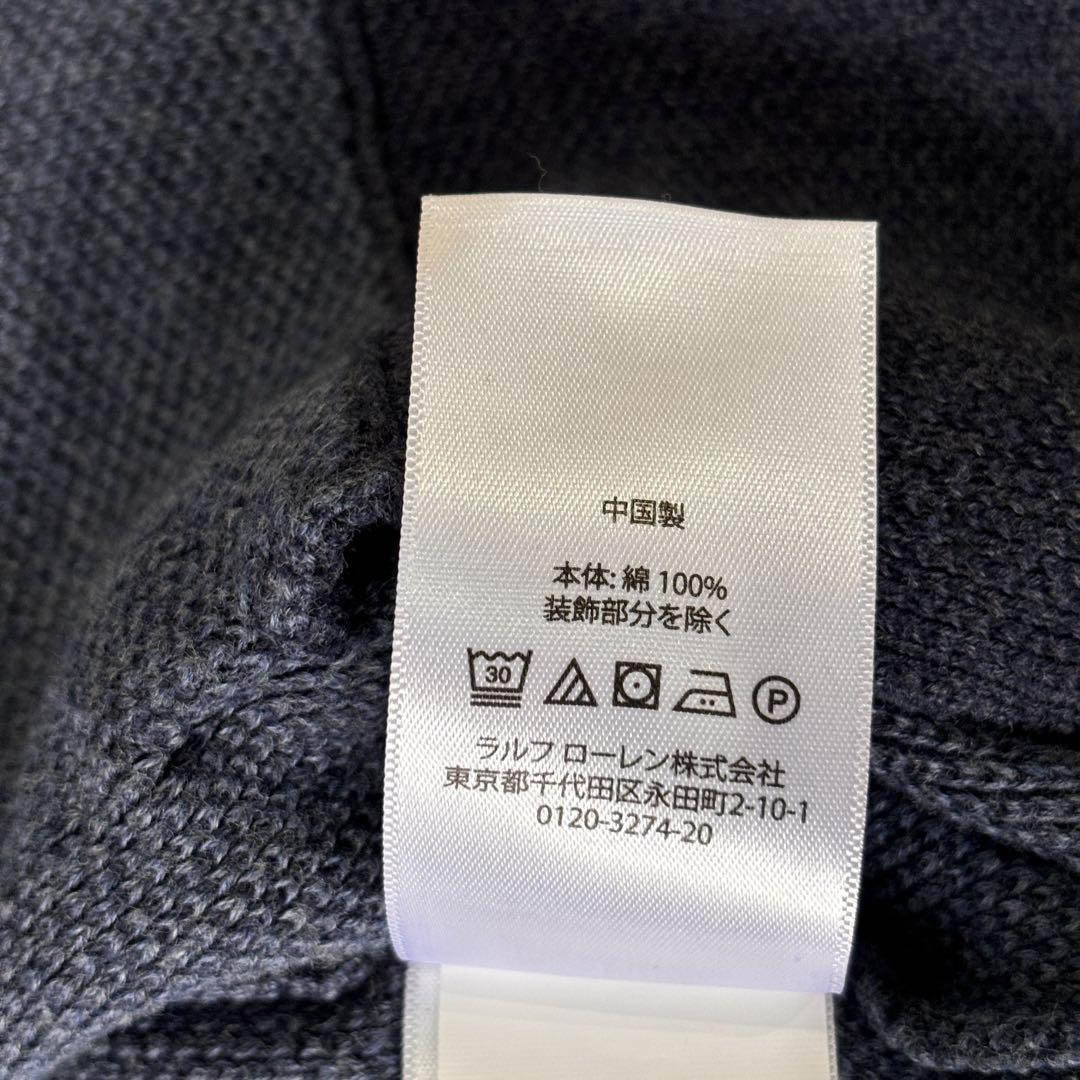 中国製
本体: 綿 100%
装飾部分を除く
30 P
ラルフ ローレン株式会社
東京都千代田区永田町2-10-1
0120-3274-20